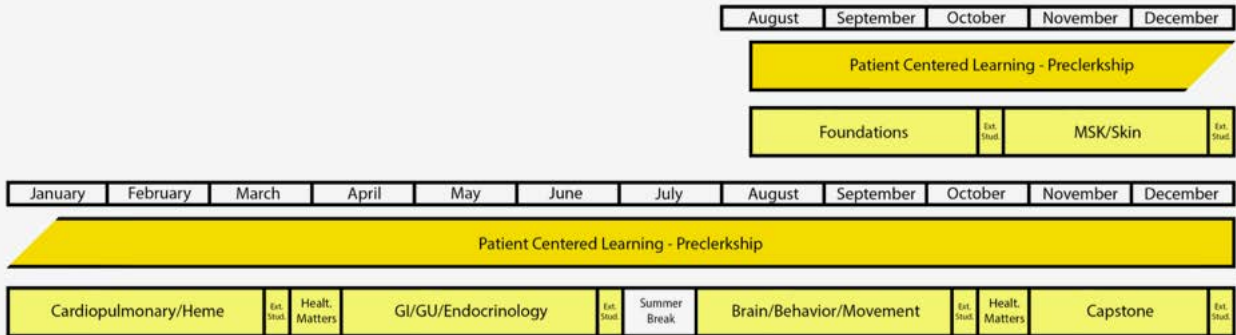 August September October November December
Patient Centered Learning - Preclerkship
Foundations Ext. Stud. MSK/Skin Ext. Stud.
January February March April May June July August September October November December
Patient Centered Learning - Preclerkship
Cardiopulmonary/Heme Ext. Stud. Healt. Matters GI/GU/Endocrinology Ext. Stud. Summer Break Brain/Behavior/Movement Ext. Stud. Healt. Matters Capstone Ext. Stud.